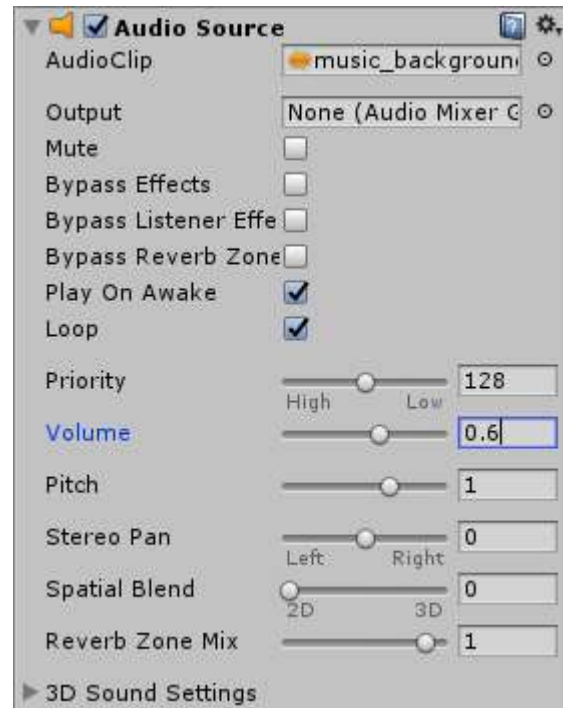 Audio Source
AudioClip music_backgroun
Output None (Audio Mixer G
Mute
Bypass Effects
Bypass Listener Effe
Bypass Reverb Zone
Play On Awake
Loop
Priority 128
High Low
Volume 0.6
Pitch 1
Stereo Pan 0
Left Right
Spatial Blend 0
2D 3D
Reverb Zone Mix 1
3D Sound Settings